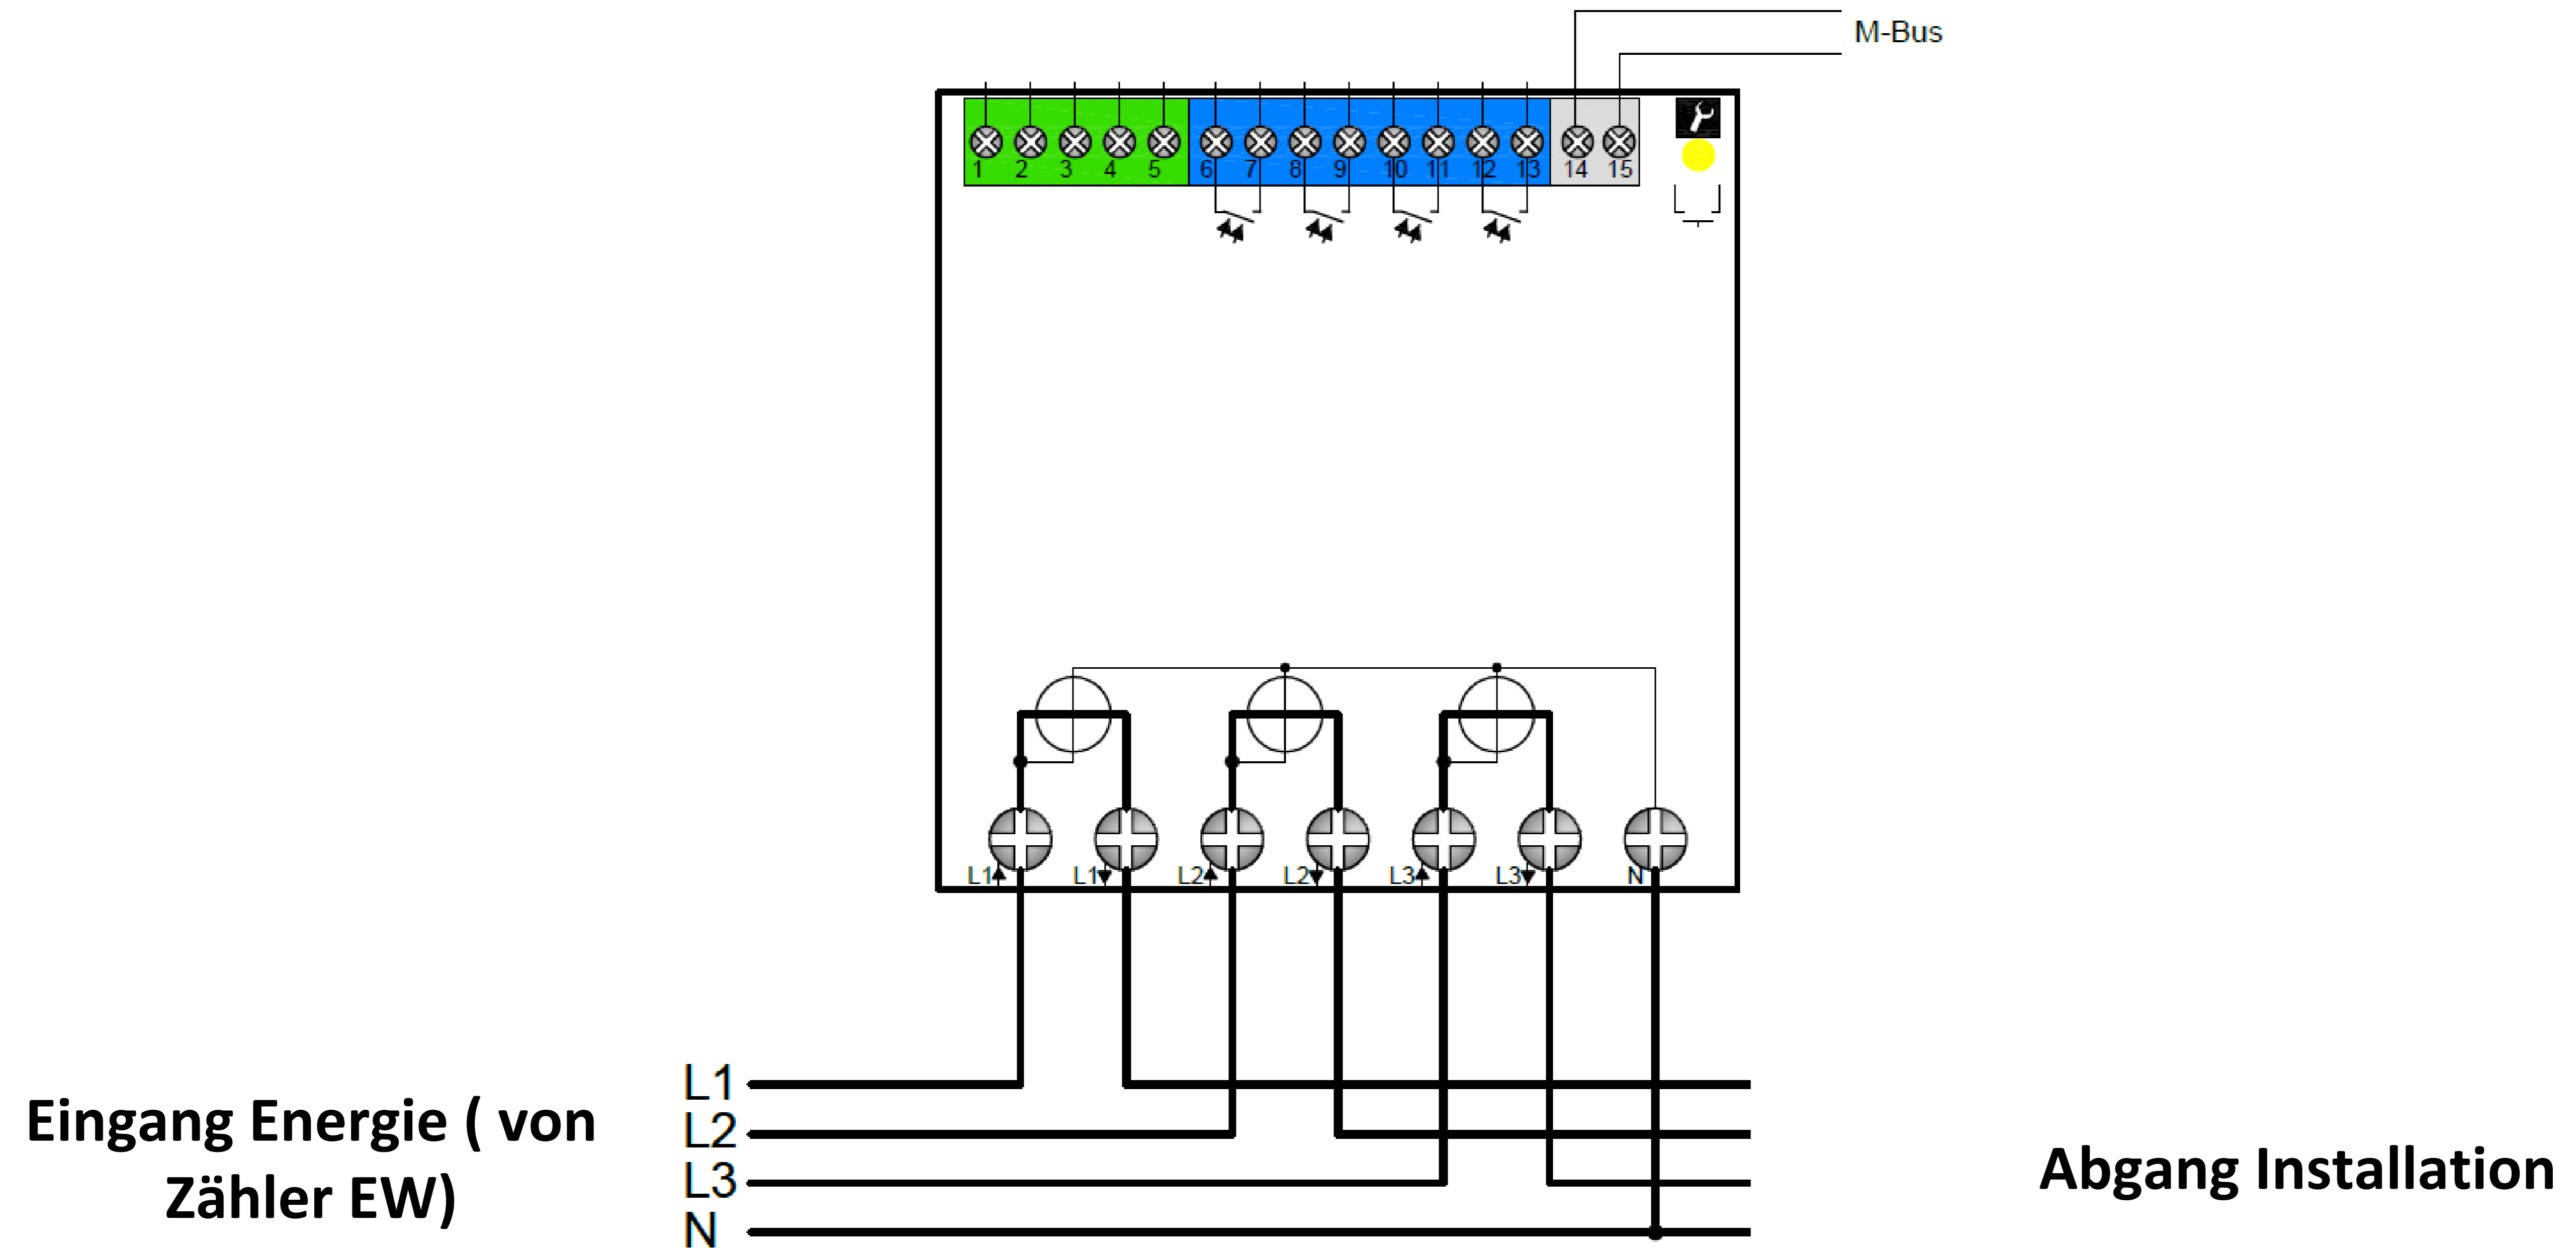 M-Bus
1 2 3 4 5 6 7 8 9 10 11 12 13 14 15
L1 L1 L2 L2 L3 L3 N
L1
L2
L3
N
Eingang Energie ( von
Zähler EW)
Abgang Installation